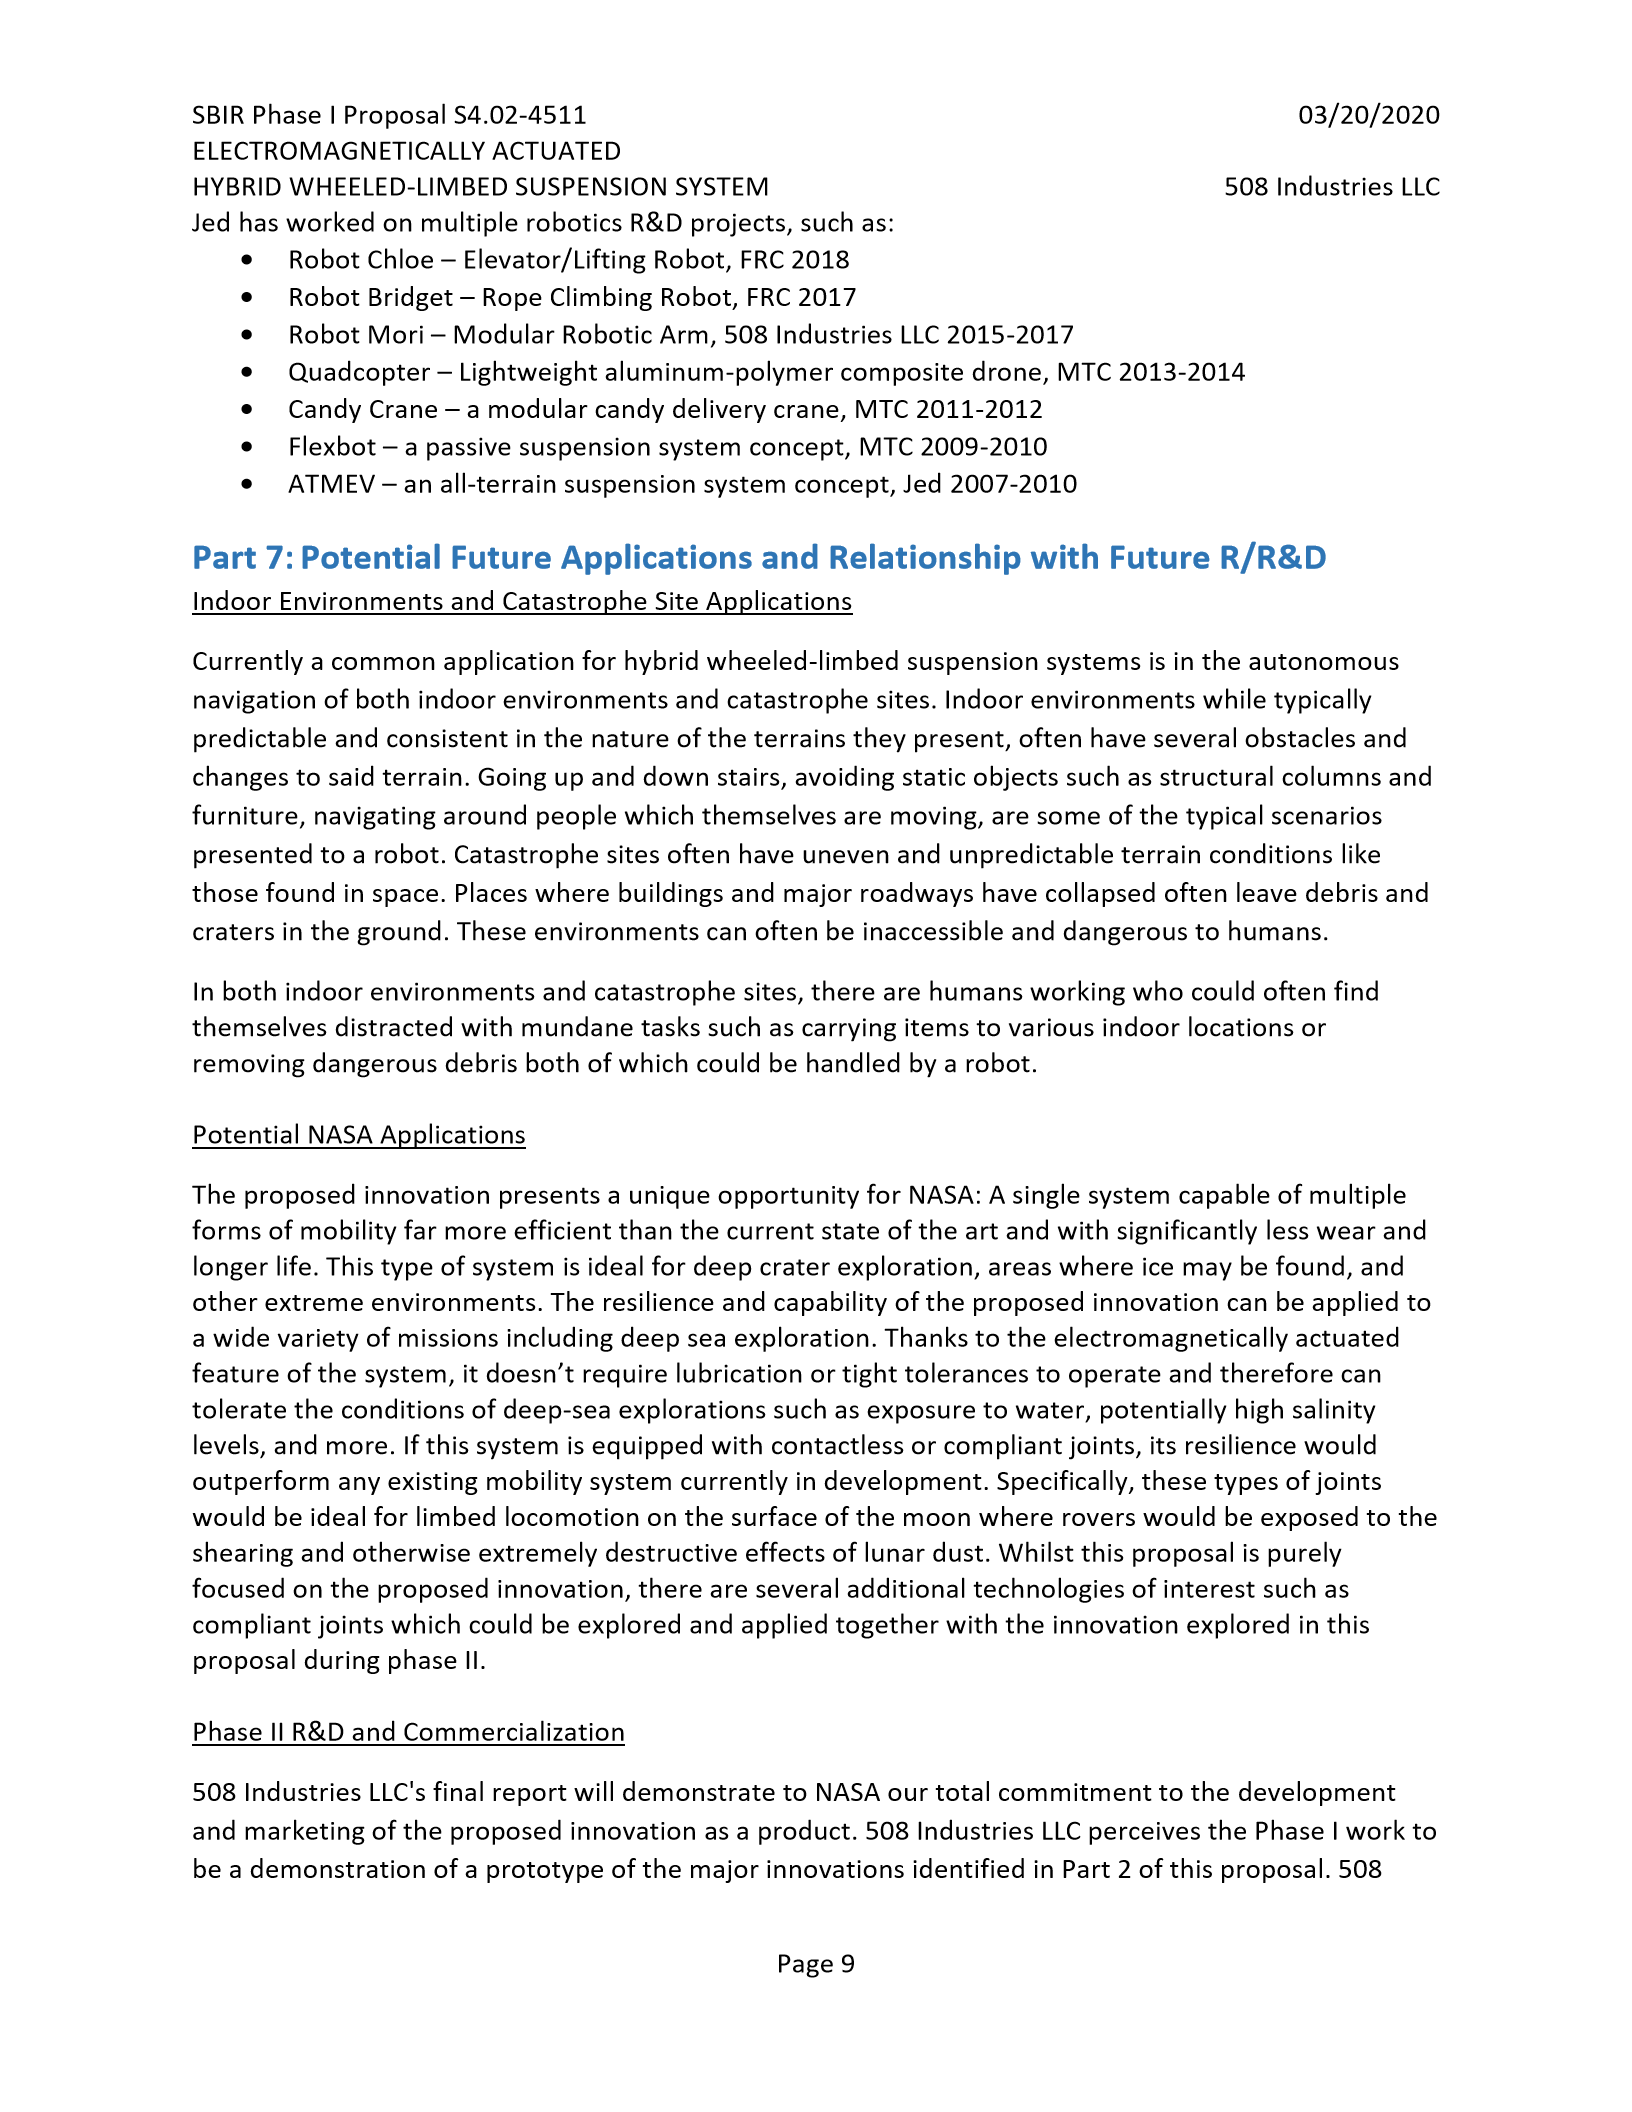 SBIR Phase I Proposal S4.02-4511 03/20/2020
ELECTROMAGNETICALLY ACTUATED
HYBRID WHEELED-LIMBED SUSPENSION SYSTEM 508 Industries LLC
Jed has worked on multiple robotics R&D projects, such as:
• Robot Chloe – Elevator/Lifting Robot, FRC 2018
• Robot Bridget – Rope Climbing Robot, FRC 2017
• Robot Mori – Modular Robotic Arm, 508 Industries LLC 2015-2017
• Quadcopter – Lightweight aluminum-polymer composite drone, MTC 2013-2014
• Candy Crane – a modular candy delivery crane, MTC 2011-2012
• Flexbot – a passive suspension system concept, MTC 2009-2010
• ATMEV – an all-terrain suspension system concept, Jed 2007-2010
Part 7: Potential Future Applications and Relationship with Future R/R&D
Indoor Environments and Catastrophe Site Applications
Currently a common application for hybrid wheeled-limbed suspension systems is in the autonomous
navigation of both indoor environments and catastrophe sites. Indoor environments while typically
predictable and consistent in the nature of the terrains they present, often have several obstacles and
changes to said terrain. Going up and down stairs, avoiding static objects such as structural columns and
furniture, navigating around people which themselves are moving, are some of the typical scenarios
presented to a robot. Catastrophe sites often have uneven and unpredictable terrain conditions like
those found in space. Places where buildings and major roadways have collapsed often leave debris and
craters in the ground. These environments can often be inaccessible and dangerous to humans.
In both indoor environments and catastrophe sites, there are humans working who could often find
themselves distracted with mundane tasks such as carrying items to various indoor locations or
removing dangerous debris both of which could be handled by a robot.
Potential NASA Applications
The proposed innovation presents a unique opportunity for NASA: A single system capable of multiple
forms of mobility far more efficient than the current state of the art and with significantly less wear and
longer life. This type of system is ideal for deep crater exploration, areas where ice may be found, and
other extreme environments. The resilience and capability of the proposed innovation can be applied to
a wide variety of missions including deep sea exploration. Thanks to the electromagnetically actuated
feature of the system, it doesn’t require lubrication or tight tolerances to operate and therefore can
tolerate the conditions of deep-sea explorations such as exposure to water, potentially high salinity
levels, and more. If this system is equipped with contactless or compliant joints, its resilience would
outperform any existing mobility system currently in development. Specifically, these types of joints
would be ideal for limbed locomotion on the surface of the moon where rovers would be exposed to the
shearing and otherwise extremely destructive effects of lunar dust. Whilst this proposal is purely
focused on the proposed innovation, there are several additional technologies of interest such as
compliant joints which could be explored and applied together with the innovation explored in this
proposal during phase II.
Phase II R&D and Commercialization
508 Industries LLC's final report will demonstrate to NASA our total commitment to the development
and marketing of the proposed innovation as a product. 508 Industries LLC perceives the Phase I work to
be a demonstration of a prototype of the major innovations identified in Part 2 of this proposal. 508
Page 9